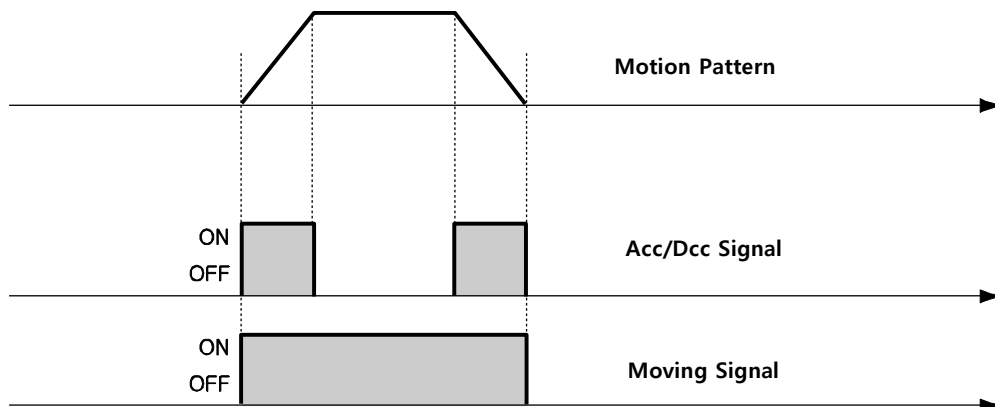 Motion Pattern
ON
OFF
Acc/Dcc Signal
ON
OFF
Moving Signal